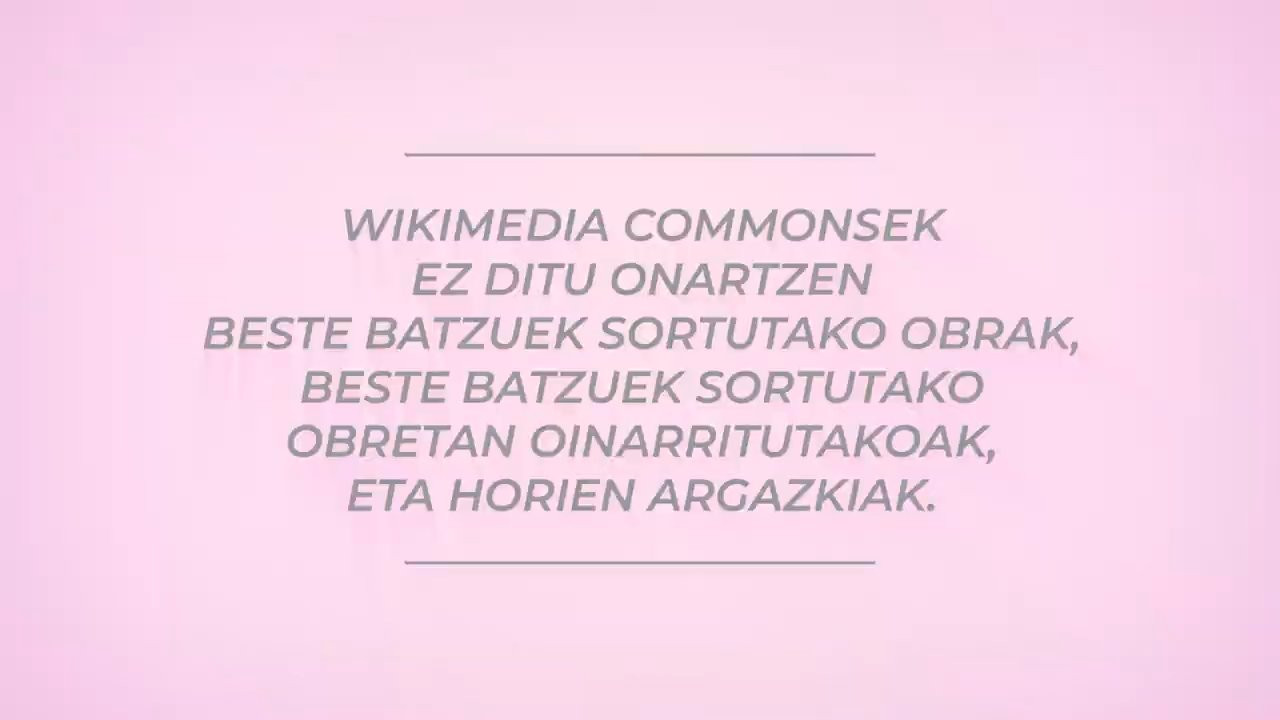 WIKIMEDIA COMMONSEK
EZ DITU ONARTZEN
BESTE BATZUEK SORTUTAKO OBRAK,
BESTE BATZUEK SORTUTAKO
OBRETAN OINARRITUTAKOAK,
ETA HORIEN ARGAZKIAK.